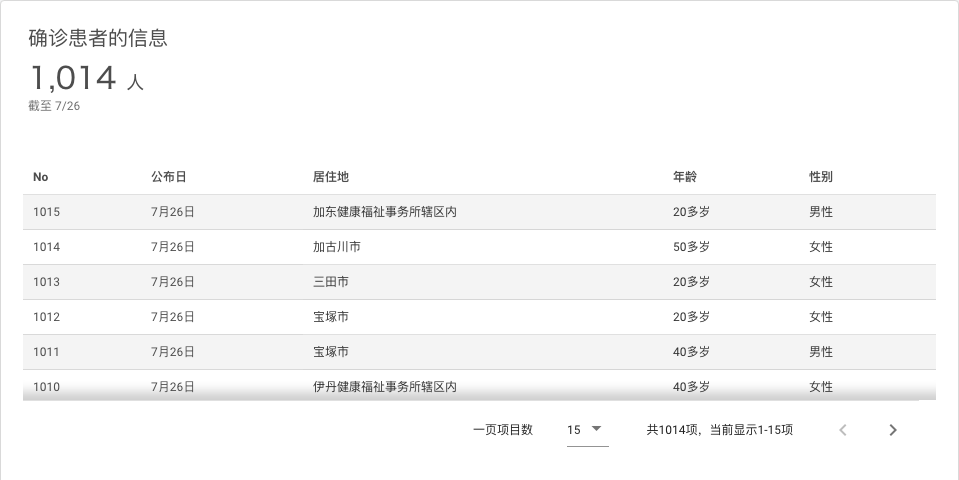 确诊患者的信息
1,014 人
截至 7/26
No 公布日 居住地 年龄 性别
1015 7月26日 加东健康福祉事务所辖区内 20多岁 男性
1014 7月26日 加古川市 50多岁 女性
1013 7月26日 三田市 20多岁 女性
1012 7月26日 宝塚市 20多岁 女性
1011 7月26日 宝塚市 40多岁 男性
1010 7月26日 伊丹健康福祉事务所辖区内 40多岁 女性
一页项目数 15 共1014项，当前显示1-15项